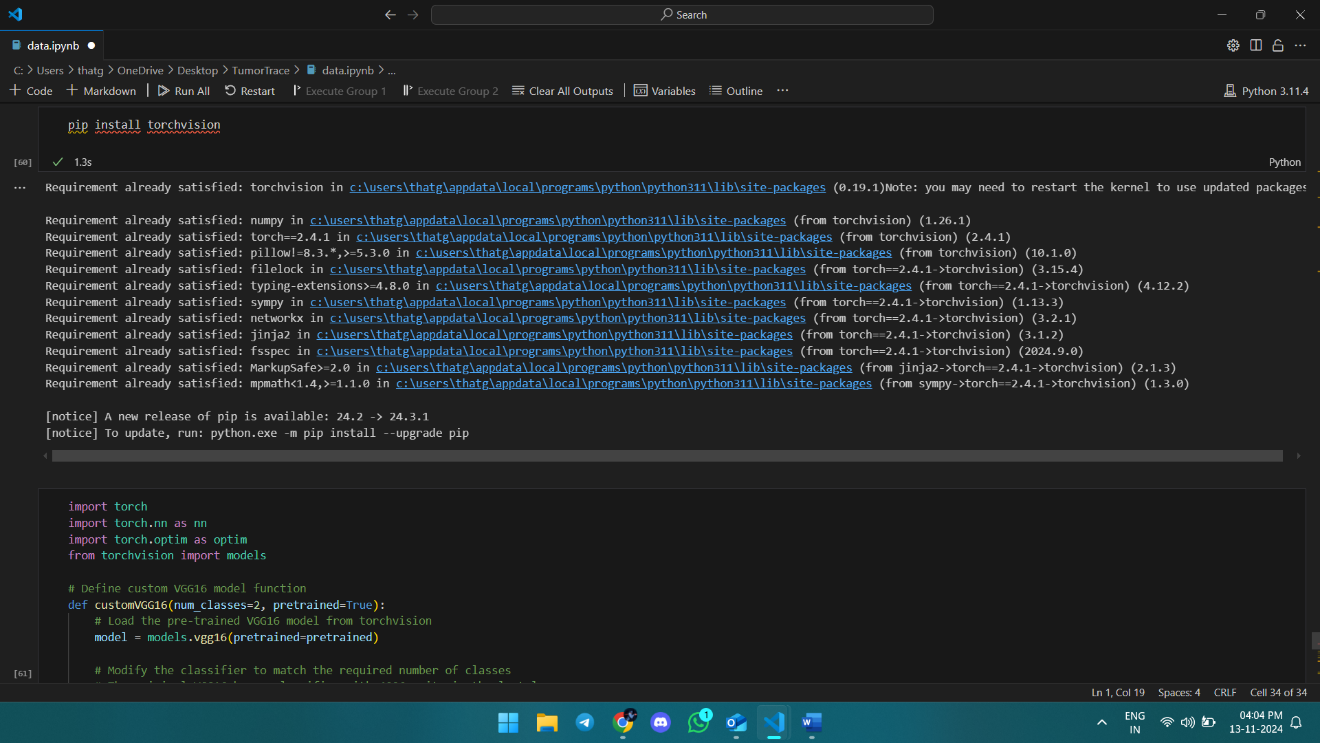 Search
data.ipynb
C: > Users > thatg > OneDrive > Desktop > TumorTrace > data.ipynb > ...
+ Code + Markdown | Run All Restart Execute Group 1 Execute Group 2 Clear All Outputs | Variables Outline ... Python 3.11.4
pip install torchvision
[60] 1.3s Python
Requirement already satisfied: torchvision in c:\users\thatg\appdata\local\programs\python\python311\lib\site-packages (0.19.1)Note: you may need to restart the kernel to use updated packages
Requirement already satisfied: numpy in c:\users\thatg\appdata\local\programs\python\python311\lib\site-packages (from torchvision) (1.26.1)
Requirement already satisfied: torch==2.4.1 in c:\users\thatg\appdata\local\programs\python\python311\lib\site-packages (from torchvision) (2.4.1)
Requirement already satisfied: pillow!=8.3.*,>=5.3.0 in c:\users\thatg\appdata\local\programs\python\python311\lib\site-packages (from torchvision) (10.1.0)
Requirement already satisfied: filelock in c:\users\thatg\appdata\local\programs\python\python311\lib\site-packages (from torch==2.4.1->torchvision) (3.15.4)
Requirement already satisfied: typing-extensions>=4.8.0 in c:\users\thatg\appdata\local\programs\python\python311\lib\site-packages (from torch==2.4.1->torchvision) (4.12.2)
Requirement already satisfied: sympy in c:\users\thatg\appdata\local\programs\python\python311\lib\site-packages (from torch==2.4.1->torchvision) (1.13.3)
Requirement already satisfied: networkx in c:\users\thatg\appdata\local\programs\python\python311\lib\site-packages (from torch==2.4.1->torchvision) (3.2.1)
Requirement already satisfied: jinja2 in c:\users\thatg\appdata\local\programs\python\python311\lib\site-packages (from torch==2.4.1->torchvision) (3.1.2)
Requirement already satisfied: fsspec in c:\users\thatg\appdata\local\programs\python\python311\lib\site-packages (from torch==2.4.1->torchvision) (2024.9.0)
Requirement already satisfied: MarkupSafe>=2.0 in c:\users\thatg\appdata\local\programs\python\python311\lib\site-packages (from jinja2->torch==2.4.1->torchvision) (2.1.3)
Requirement already satisfied: mpmath<1.4,>=1.1.0 in c:\users\thatg\appdata\local\programs\python\python311\lib\site-packages (from sympy->torch==2.4.1->torchvision) (1.3.0)
[notice] A new release of pip is available: 24.2 -> 24.3.1
[notice] To update, run: python.exe -m pip install --upgrade pip
import torch
import torch.nn as nn
import torch.optim as optim
from torchvision import models
# Define custom VGG16 model function
def customVGG16(num_classes=2, pretrained=True):
# Load the pre-trained VGG16 model from torchvision
model = models.vgg16(pretrained=pretrained)
# Modify the classifier to match the required number of classes
[61]
Ln 1, Col 19 Spaces: 4 CRLF Cell 34 of 34
1
ENG
IN
04:04 PM
13-11-2024